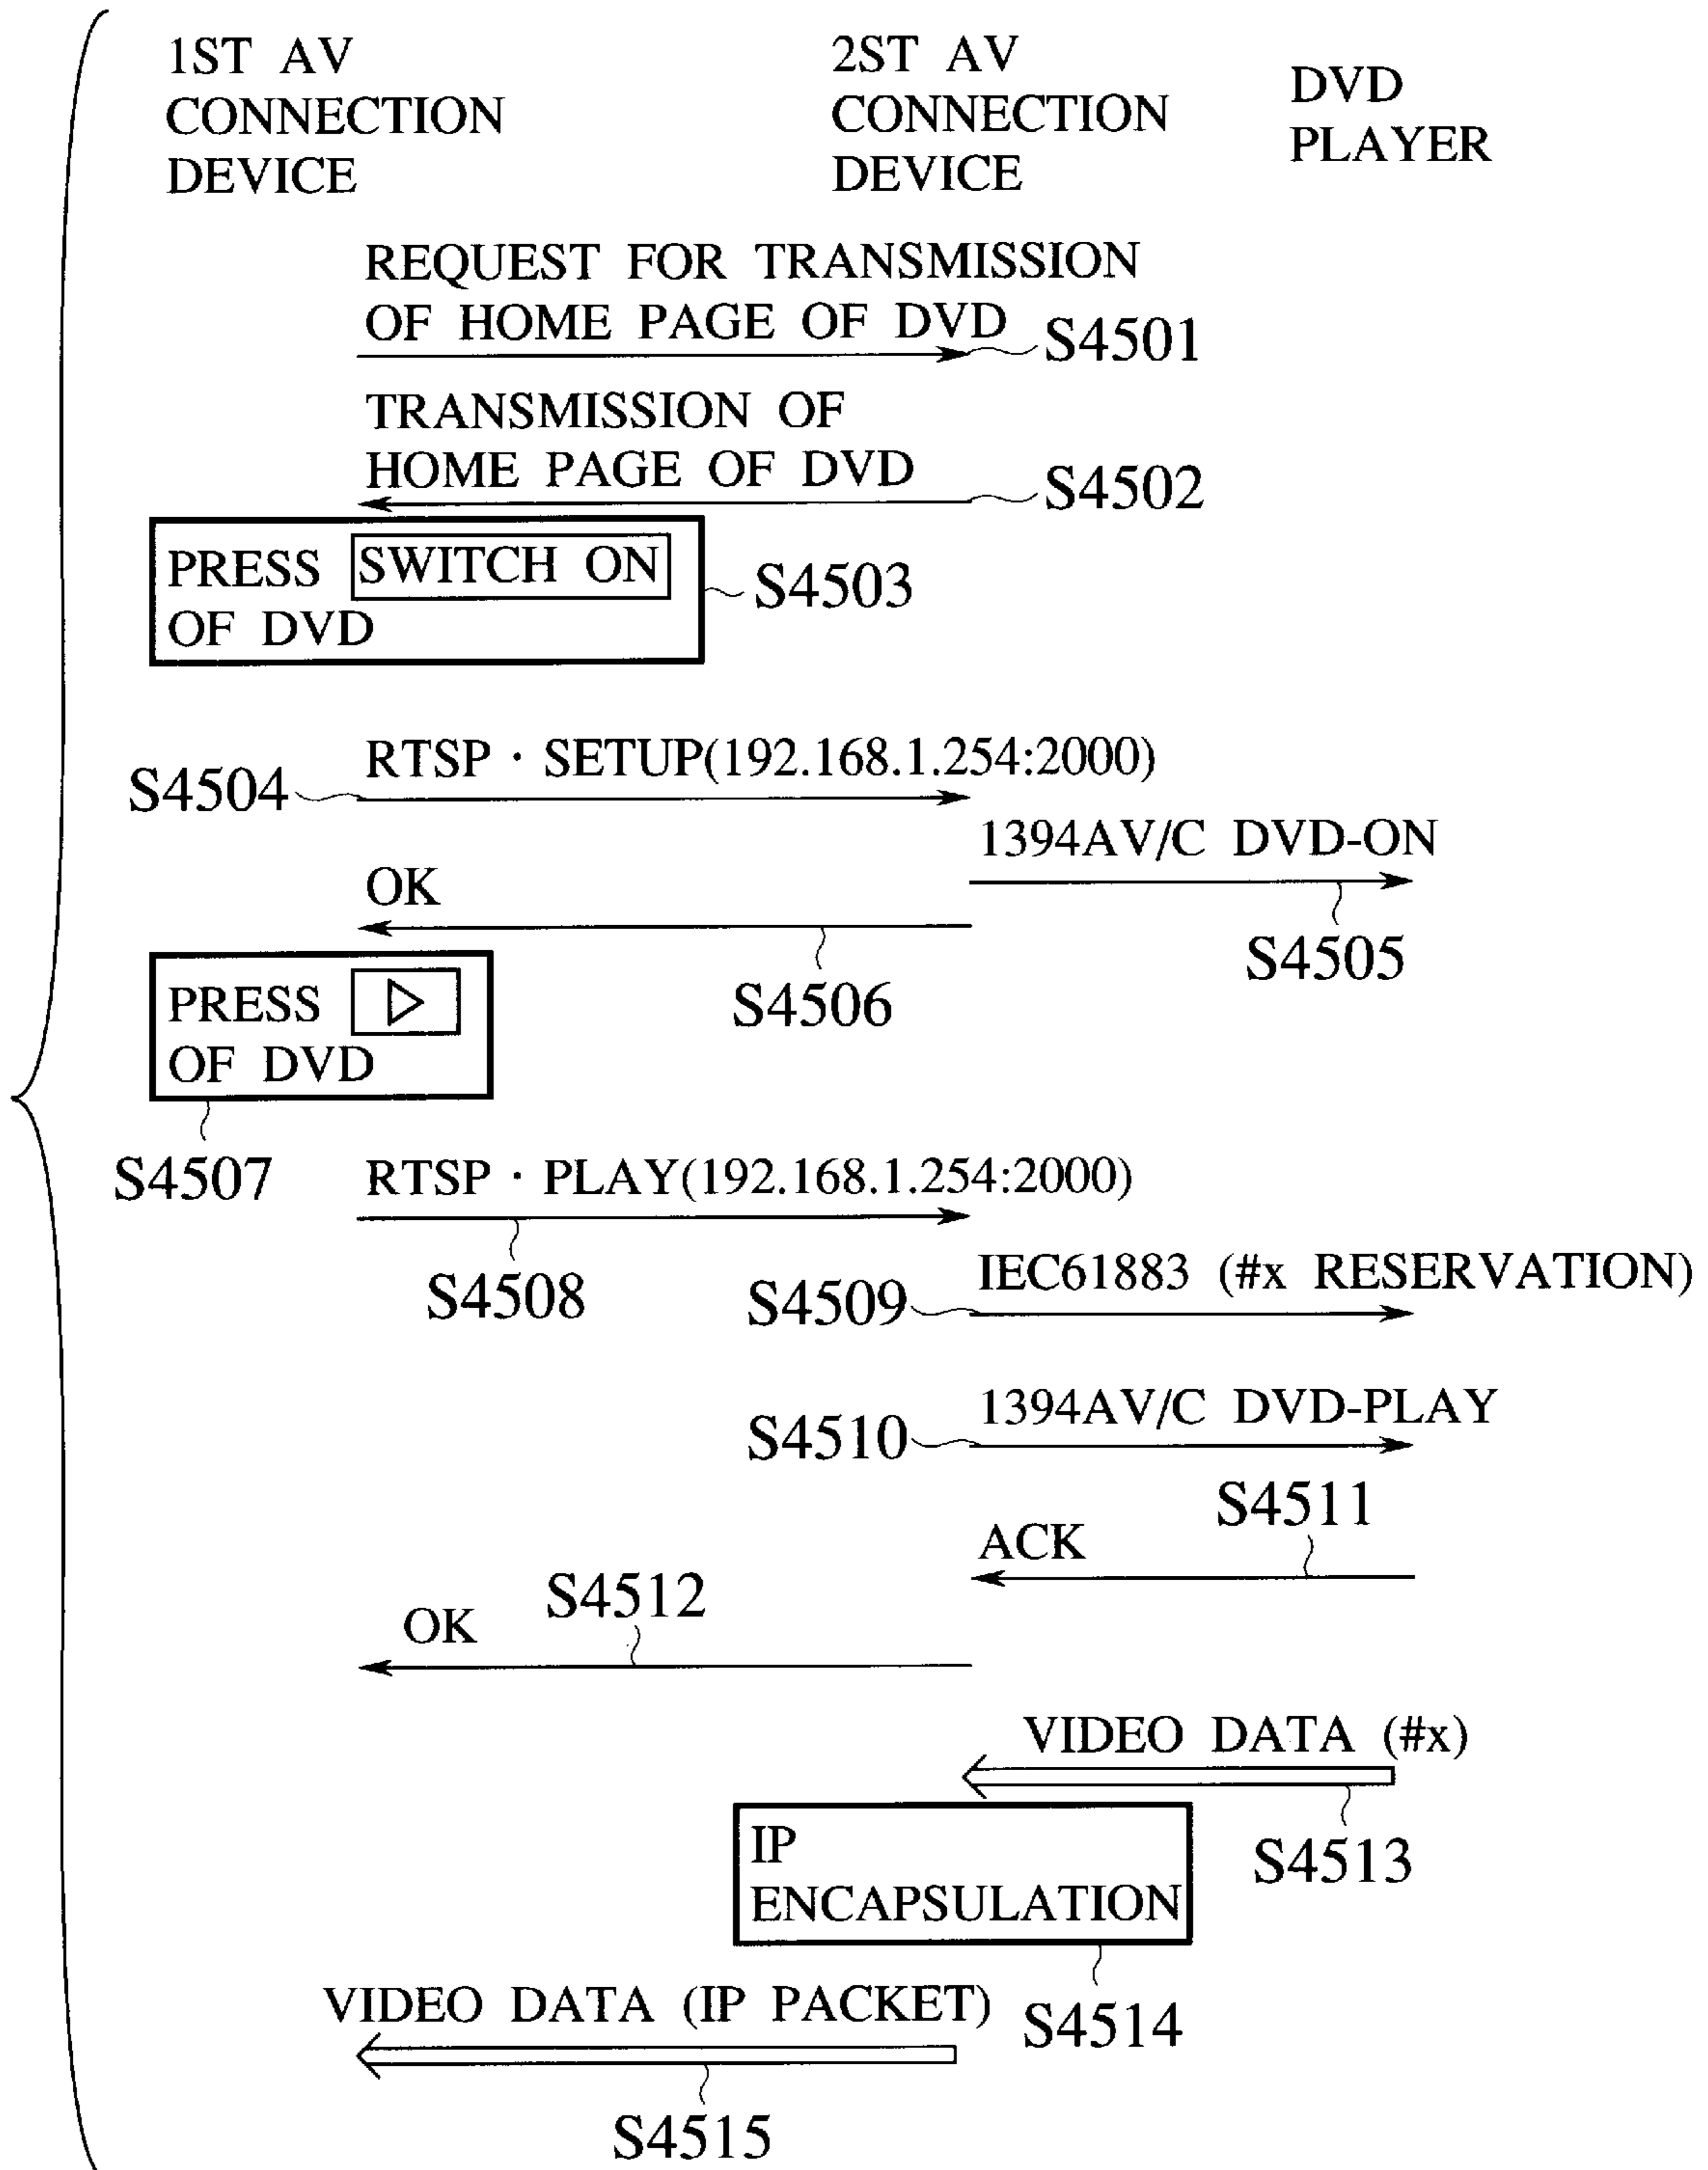 1ST AV
CONNECTION
DEVICE
2ST AV
CONNECTION
DEVICE
DVD
PLAYER
REQUEST FOR TRANSMISSION
OF HOME PAGE OF DVD
S4501
TRANSMISSION OF
HOME PAGE OF DVD
S4502
PRESS SWITCH ON
OF DVD
S4503
RTSP · SETUP(192.168.1.254:2000)
S4504
1394AV/C DVD-ON
S4505
OK
S4506
PRESS
OF DVD
S4507
RTSP · PLAY(192.168.1.254:2000)
S4508
IEC61883 (#x RESERVATION)
S4509
1394AV/C DVD-PLAY
S4510
S4511
ACK
S4512
OK
VIDEO DATA (#x)
S4513
IP
ENCAPSULATION
S4514
VIDEO DATA (IP PACKET)
S4515